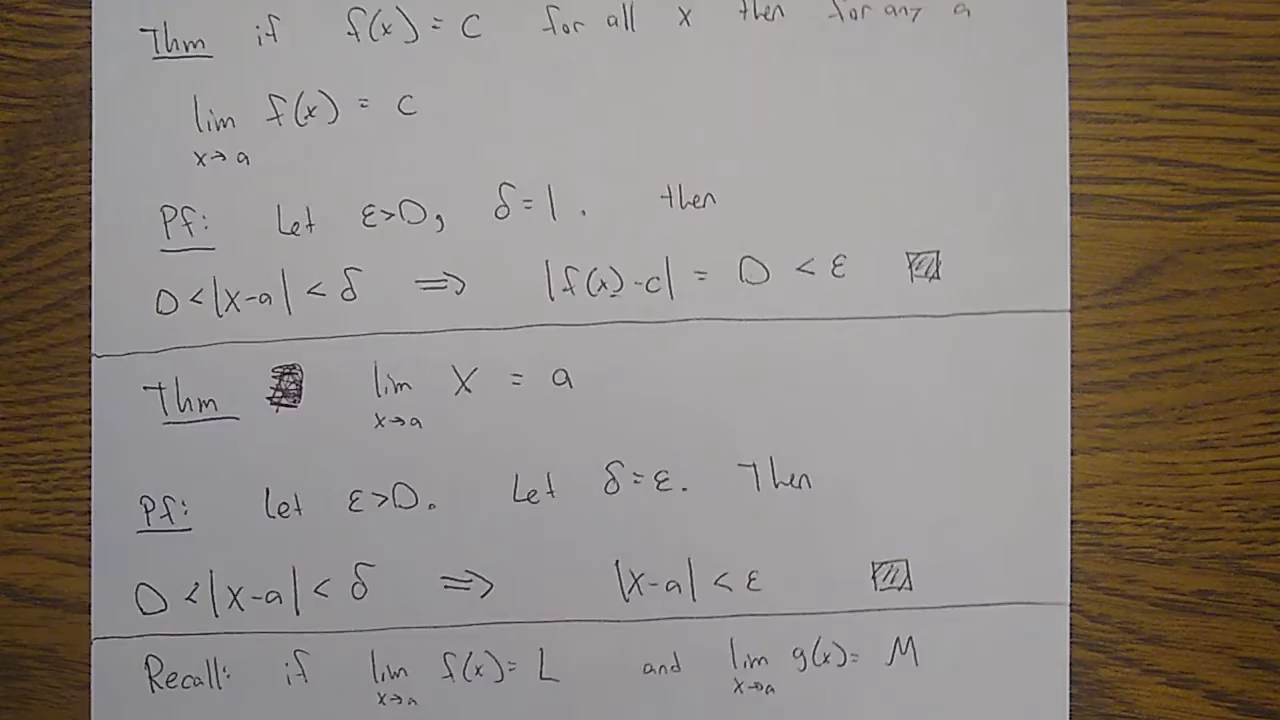 Thm if f(x) = c for all x then for any a
lim f(x) = c
x→a
Pf: Let ε>0, δ=1. then
0<|x-a|<δ ⟹ |f(x)-c| = 0 < ε
Thm lim x = a
x→a
Pf: Let ε>0. Let δ=ε. Then
0<|x-a|<δ ⟹ |x-a|<ε
Recall: if lim f(x)= L and lim g(x)= M
x→a x→a